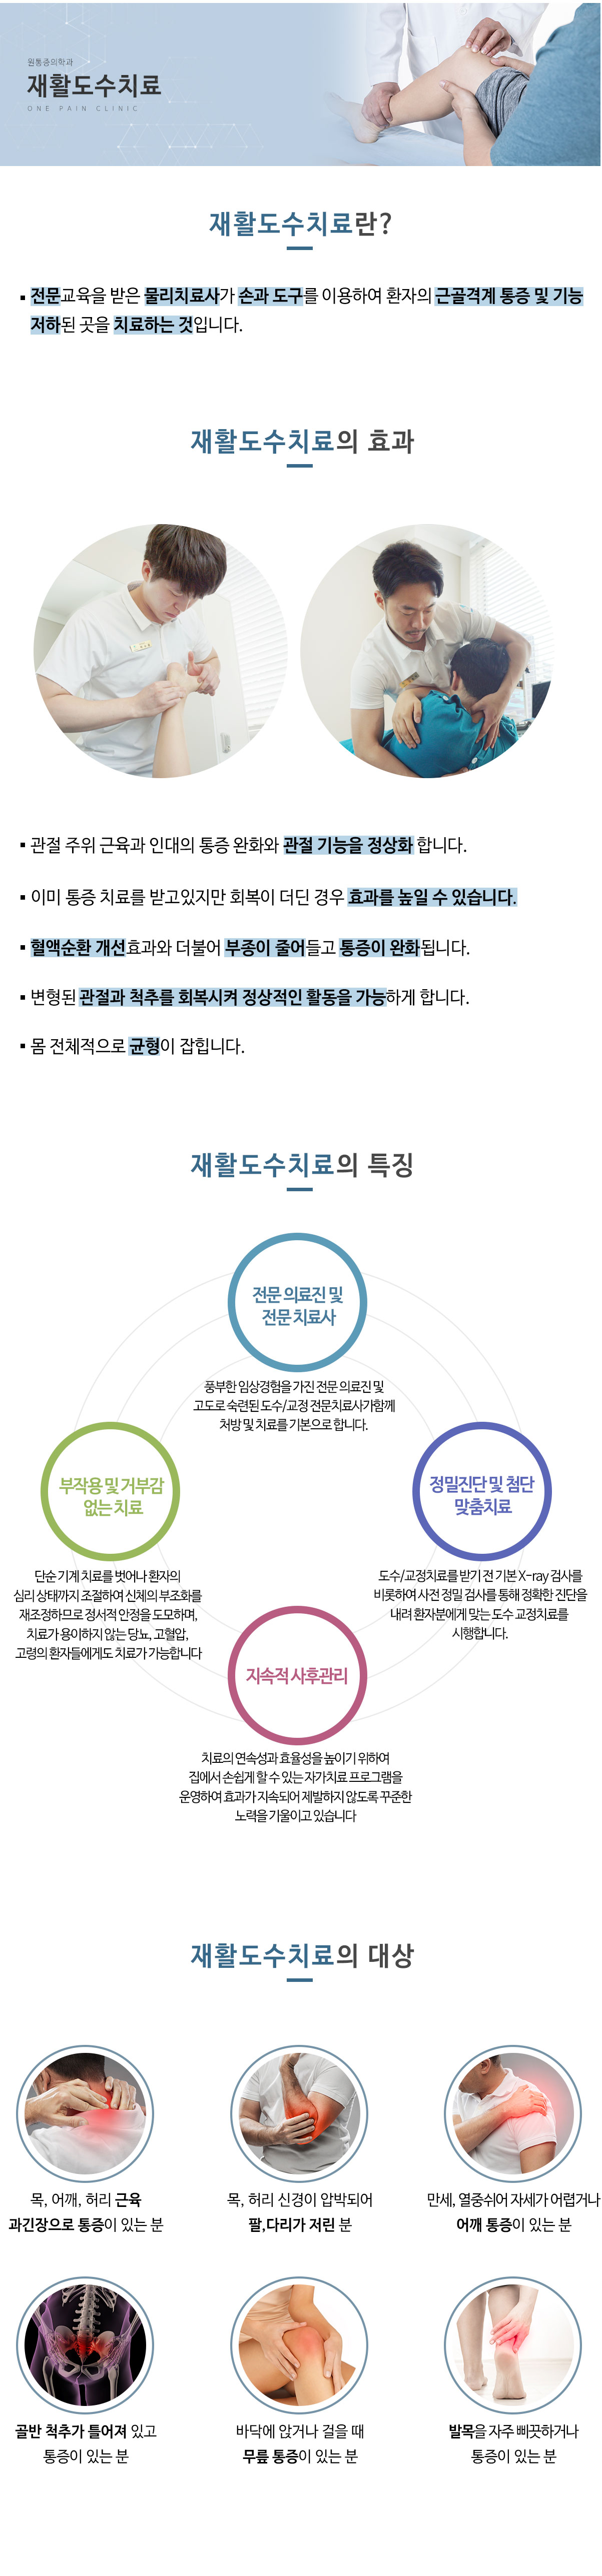 원통증의학과
재활도수치료
ONE PAIN CLINIC
재활도수치료란?
전문교육을 받은 물리치료사가 손과 도구를 이용하여 환자의 근골격계 통증 및 기능
저하된 곳을 치료하는 것입니다.
재활도수치료의 효과
관절 주위 근육과 인대의 통증 완화와 관절 기능을 정상화 합니다.
이미 통증 치료를 받고있지만 회복이 더딘 경우 효과를 높일 수 있습니다.
혈액순환 개선효과와 더불어 부종이 줄어들고 통증이 완화됩니다.
변형된 관절과 척추를 회복시켜 정상적인 활동을 가능하게 합니다.
몸 전체적으로 균형이 잡힙니다.
재활도수치료의 특징
전문 의료진 및
전문 치료사
풍부한 임상경험을 가진 전문 의료진 및
고도로 숙련된 도수/교정 전문치료사가함께
처방 및 치료를 기본으로 합니다.
부작용 및 거부감
없는 치료
단순 기계 치료를 벗어나 환자의
심리 상태까지 조절하여 신체의 부조화를
재조정하므로 정서적 안정을 도모하며,
치료가 용이하지 않는 당뇨, 고혈압,
고령의 환자들에게도 치료가 가능합니다
정밀진단 및 첨단
맞춤치료
도수/교정치료를 받기 전 기본 X-ray 검사를
비롯하여 사전 정밀 검사를 통해 정확한 진단을
내려 환자분에게 맞는 도수 교정치료를
시행합니다.
지속적 사후관리
치료의 연속성과 효율성을 높이기 위하여
집에서 손쉽게 할 수 있는 자가치료 프로그램을
운영하여 효과가 지속되어 재발하지 않도록 꾸준한
노력을 기울이고 있습니다
재활도수치료의 대상
목, 어깨, 허리 근육
과긴장으로 통증이 있는 분
목, 허리 신경이 압박되어
팔,다리가 저린 분
만세, 열중쉬어 자세가 어렵거나
어깨 통증이 있는 분
골반 척추가 틀어져 있고
통증이 있는 분
바닥에 앉거나 걸을 때
무릎 통증이 있는 분
발목을 자주 삐끗하거나
통증이 있는 분